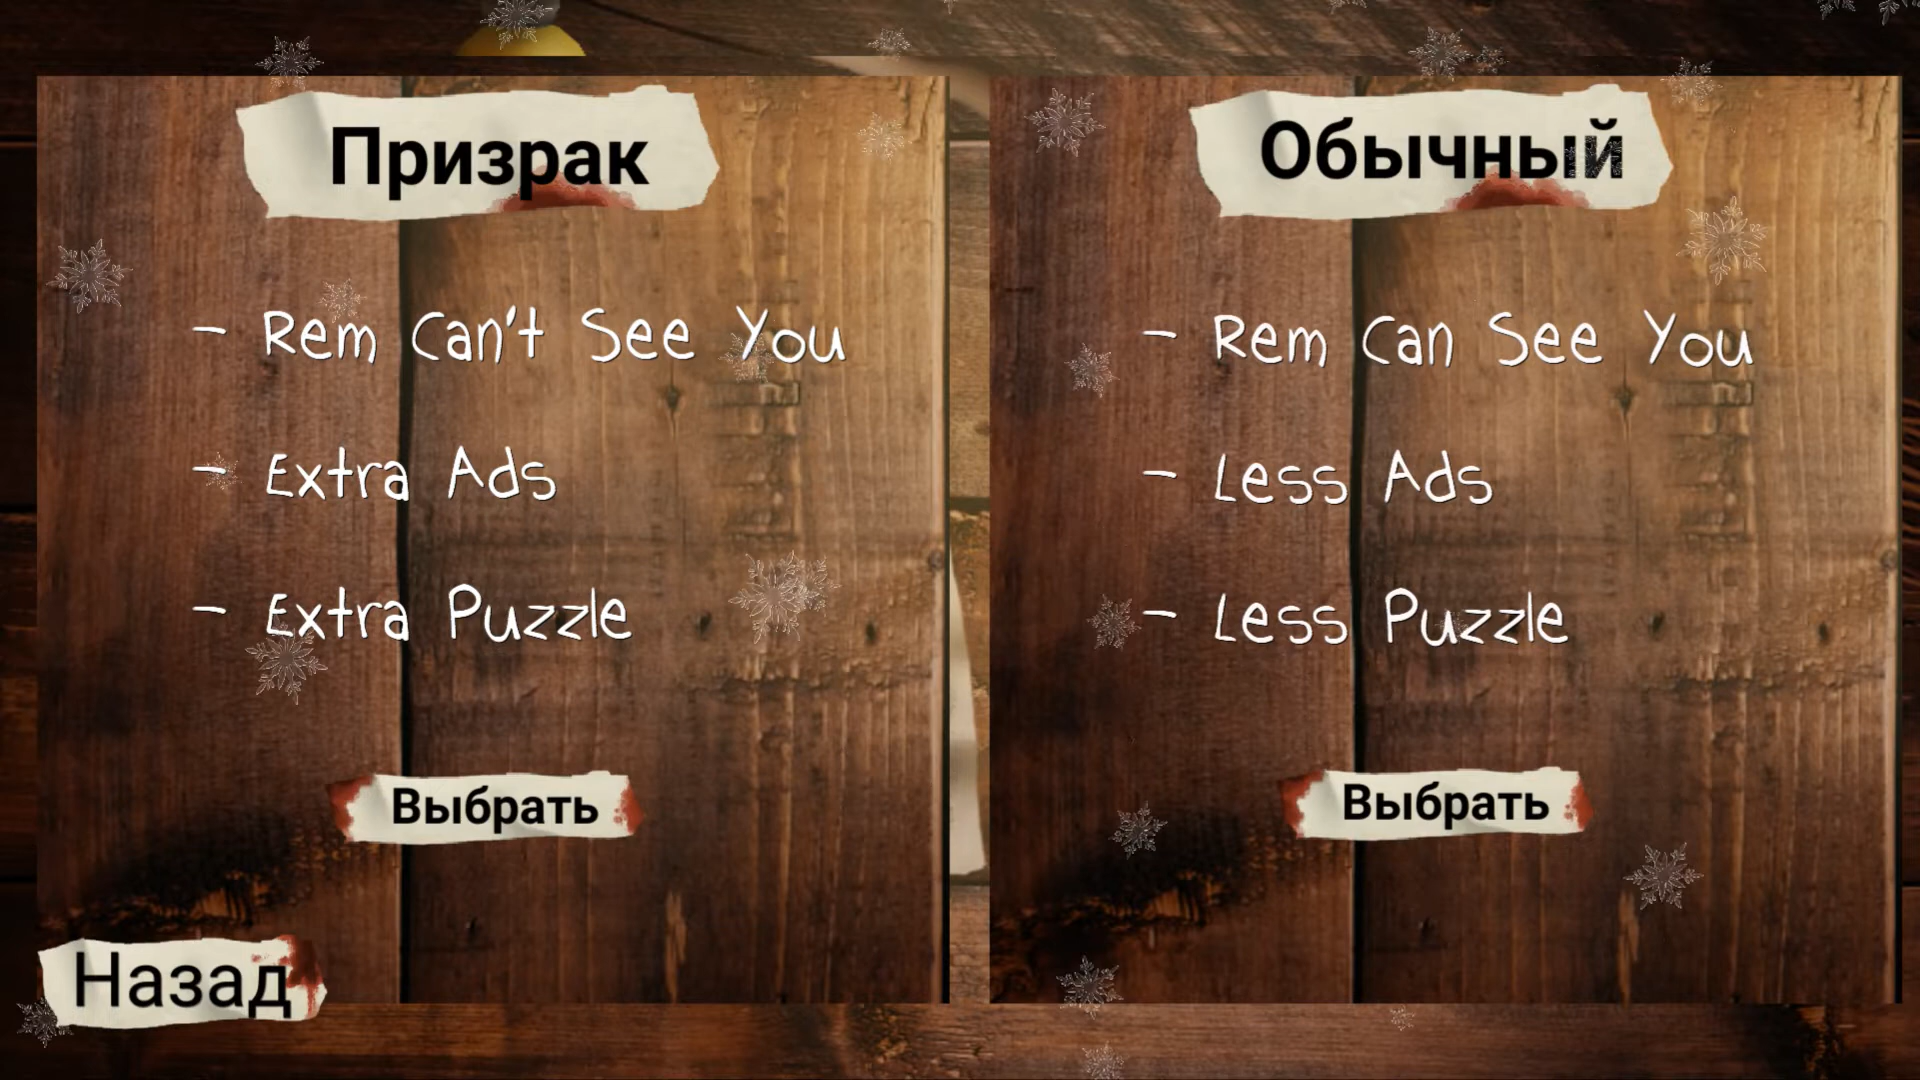 Призрак
- Rem Can't See You
- Extra Ads
- Extra Puzzle
Выбрать
Обычный
- Rem Can See You
- Less Ads
- Less Puzzle
Выбрать
Назад